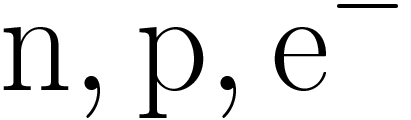 n, p, e⁻